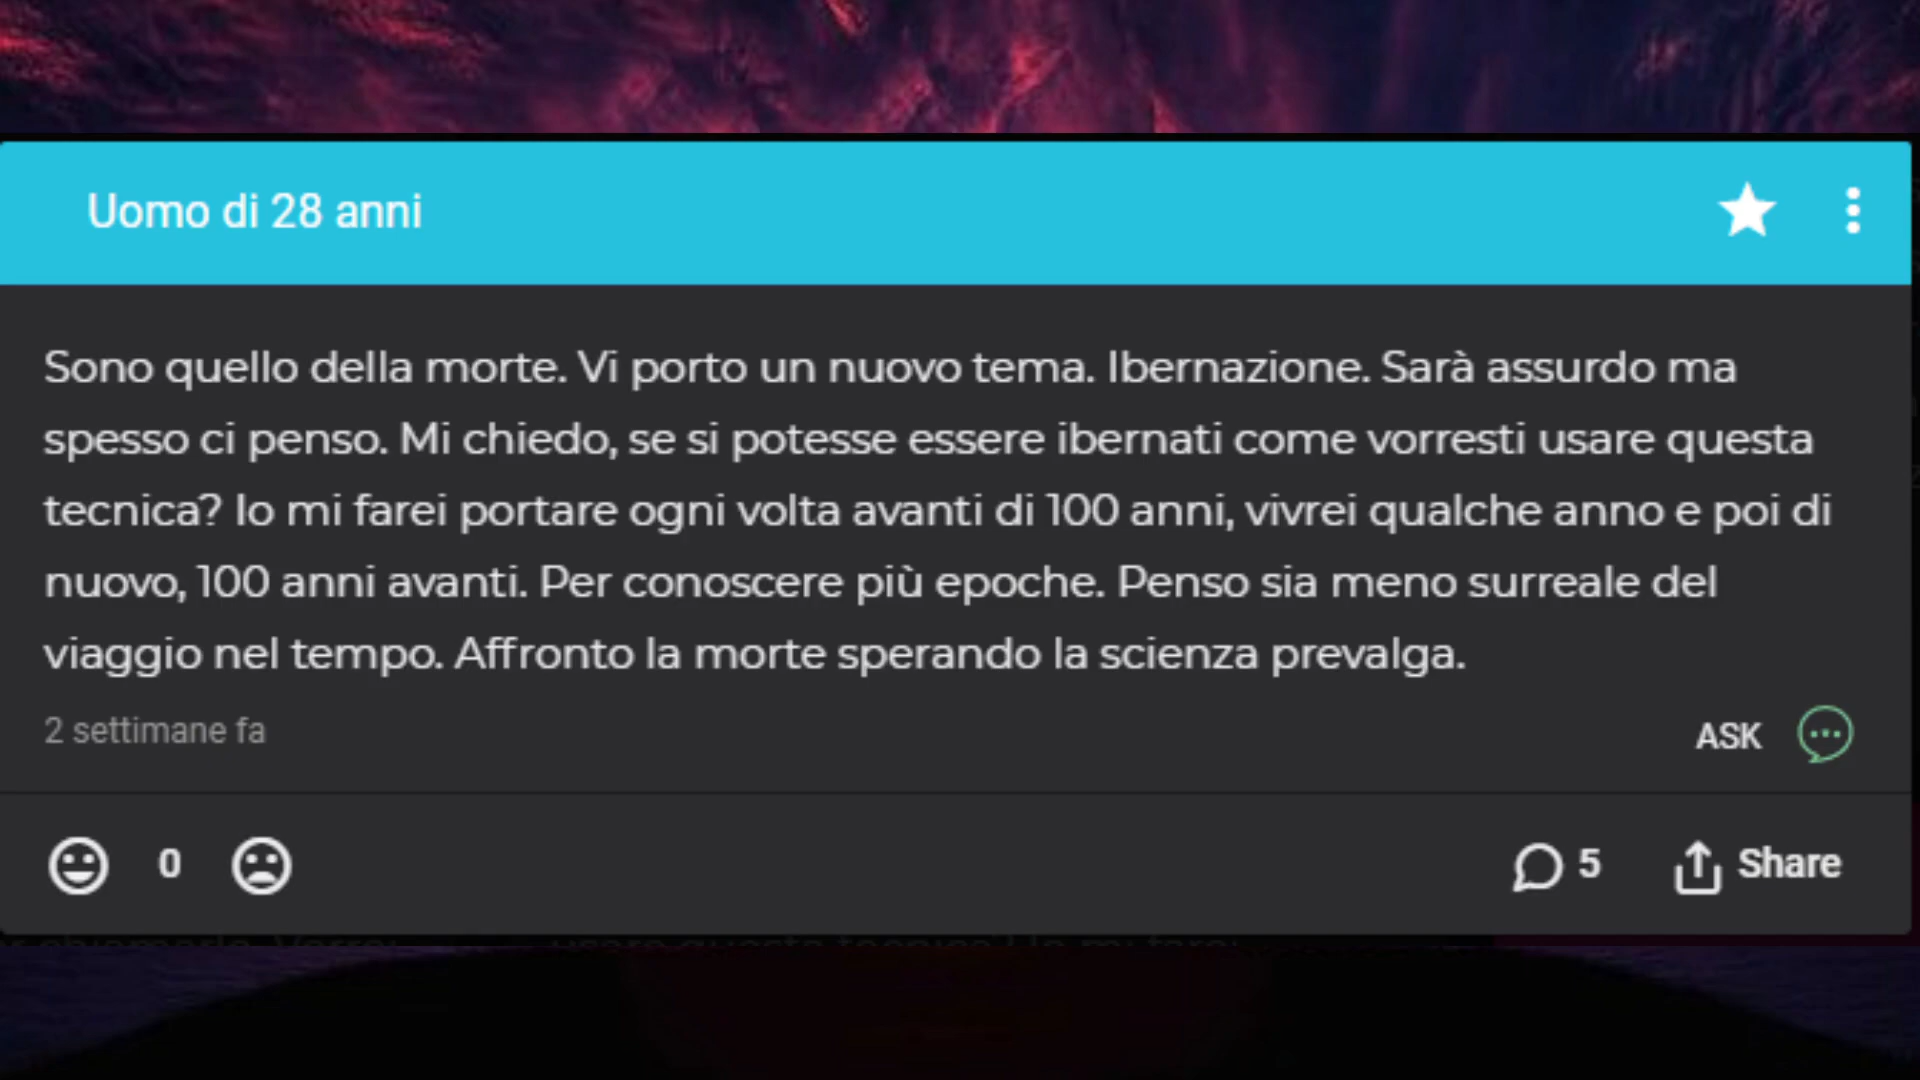 Uomo di 28 anni
Sono quello della morte. Vi porto un nuovo tema. Ibernazione. Sarà assurdo ma
spesso ci penso. Mi chiedo, se si potesse essere ibernati come vorresti usare questa
tecnica? Io mi farei portare ogni volta avanti di 100 anni, vivrei qualche anno e poi di
nuovo, 100 anni avanti. Per conoscere più epoche. Penso sia meno surreale del
viaggio nel tempo. Affronto la morte sperando la scienza prevalga.
2 settimane fa
ASK
0
5
Share